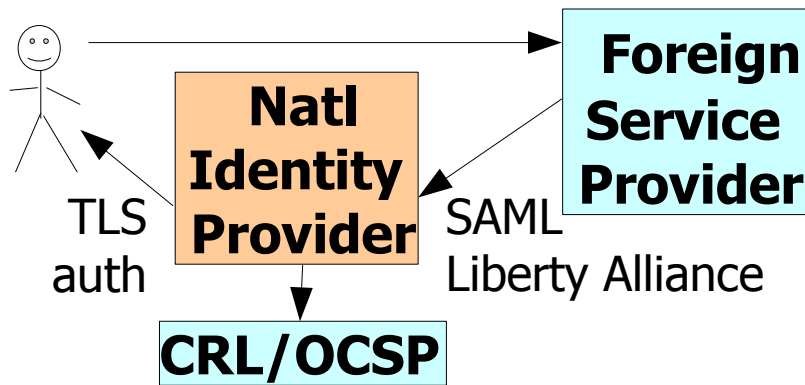 Foreign
Service
Provider
Natl
Identity
Provider
TLS
auth
SAML
Liberty Alliance
CRL/OCSP